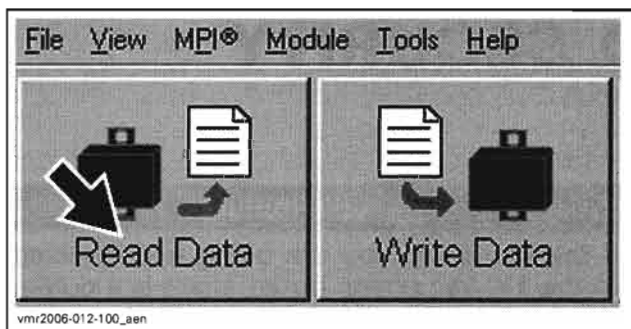 File View MPI® Module Tools Help
Read Data Write Data
vmr2006-012-100_aen